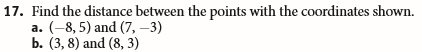 17. Find the distance between the points with the coordinates shown.
a. (−8, 5) and (7, −3)
b. (3, 8) and (8, 3)